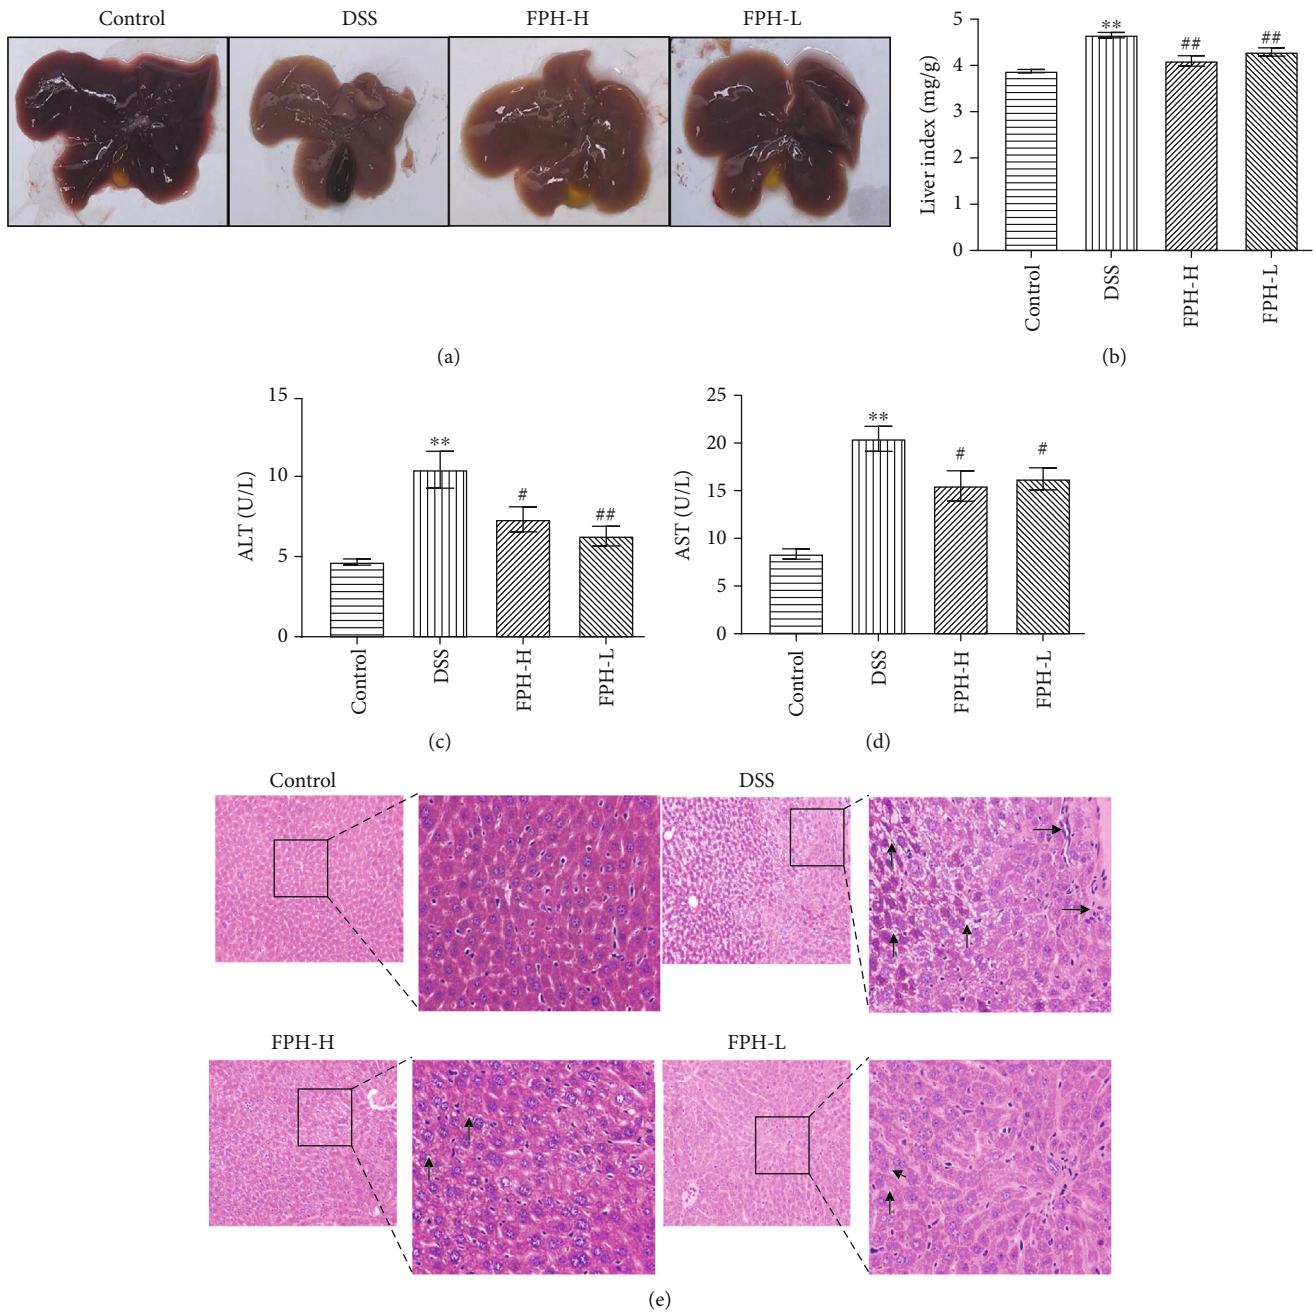 Control DSS FPH-H FPH-L
(a)
5
4
3
2
1
0
Liver index (mg/g)
**
##
##
Control
DSS
FPH-H
FPH-L
(b)
15
10
5
0
ALT (U/L)
**
#
##
Control
DSS
FPH-H
FPH-L
(c)
25
20
15
10
5
0
AST (U/L)
**
#
#
Control
DSS
FPH-H
FPH-L
(d)
Control DSS
FPH-H FPH-L
(e)